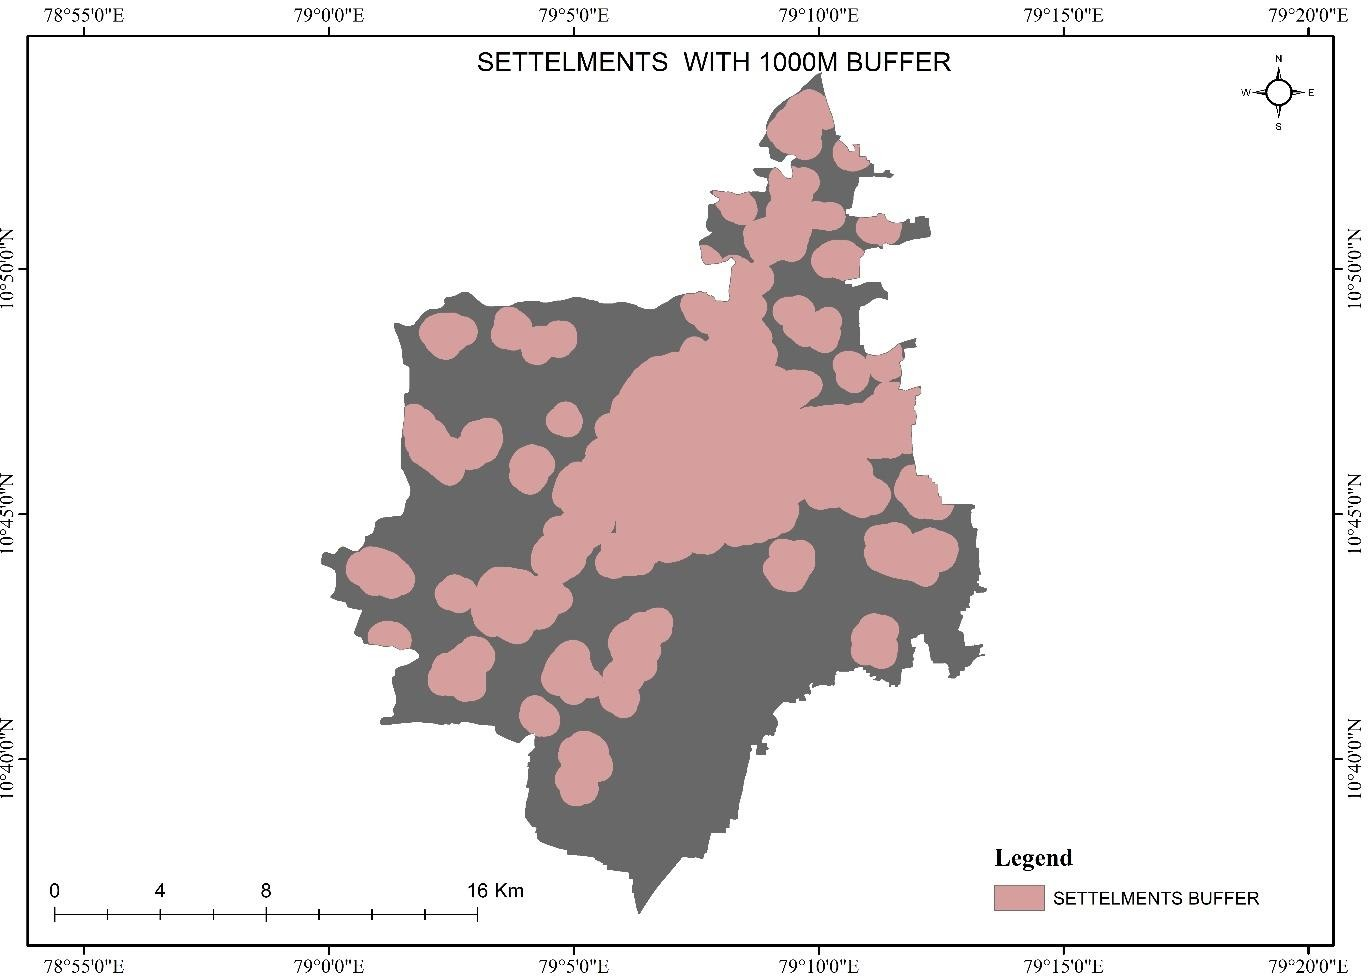 78°55'0"E 79°0'0"E 79°5'0"E 79°10'0"E 79°15'0"E 79°20'0"E
SETTELMENTS WITH 1000M BUFFER
N
W E
S
10°50'0"N 10°50'0"N
10°45'0"N 10°45'0"N
10°40'0"N 10°40'0"N
Legend
SETTELMENTS BUFFER
0 4 8 16 Km
78°55'0"E 79°0'0"E 79°5'0"E 79°10'0"E 79°15'0"E 79°20'0"E